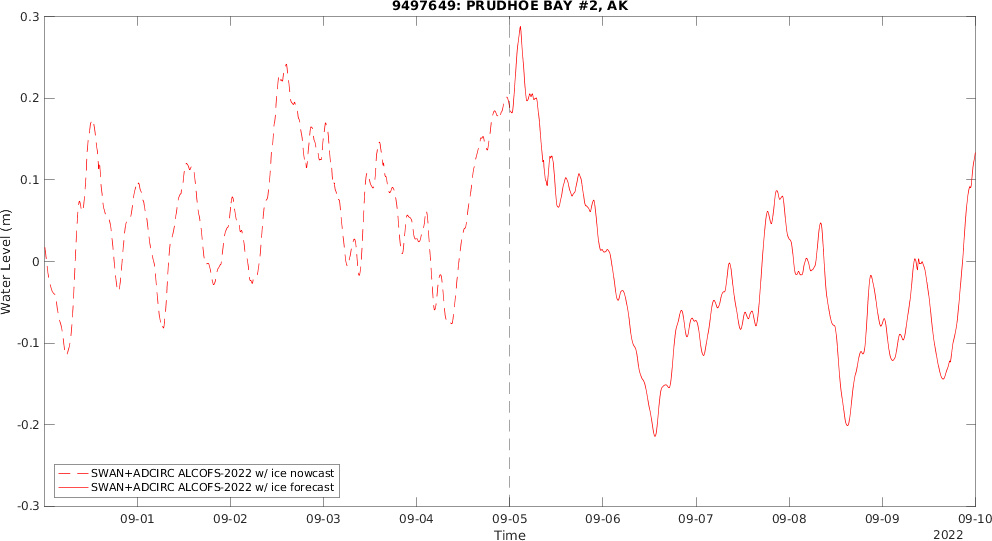 9497649: PRUDHOE BAY #2, AK
Water Level (m)
0.3
0.2
0.1
0
-0.1
-0.2
-0.3
SWAN+ADCIRC ALCOFS-2022 w/ ice nowcast
SWAN+ADCIRC ALCOFS-2022 w/ ice forecast
09-01 09-02 09-03 09-04 09-05 09-06 09-07 09-08 09-09 09-10
Time
2022